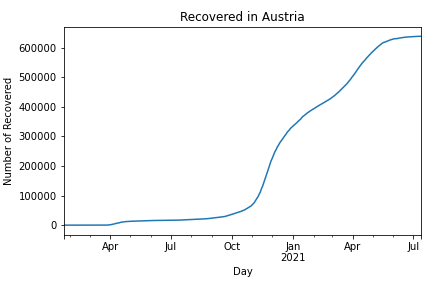 Recovered in Austria
Number of Recovered
600000
500000
400000
300000
200000
100000
0
Apr Jul Oct Jan Apr Jul
2021
Day